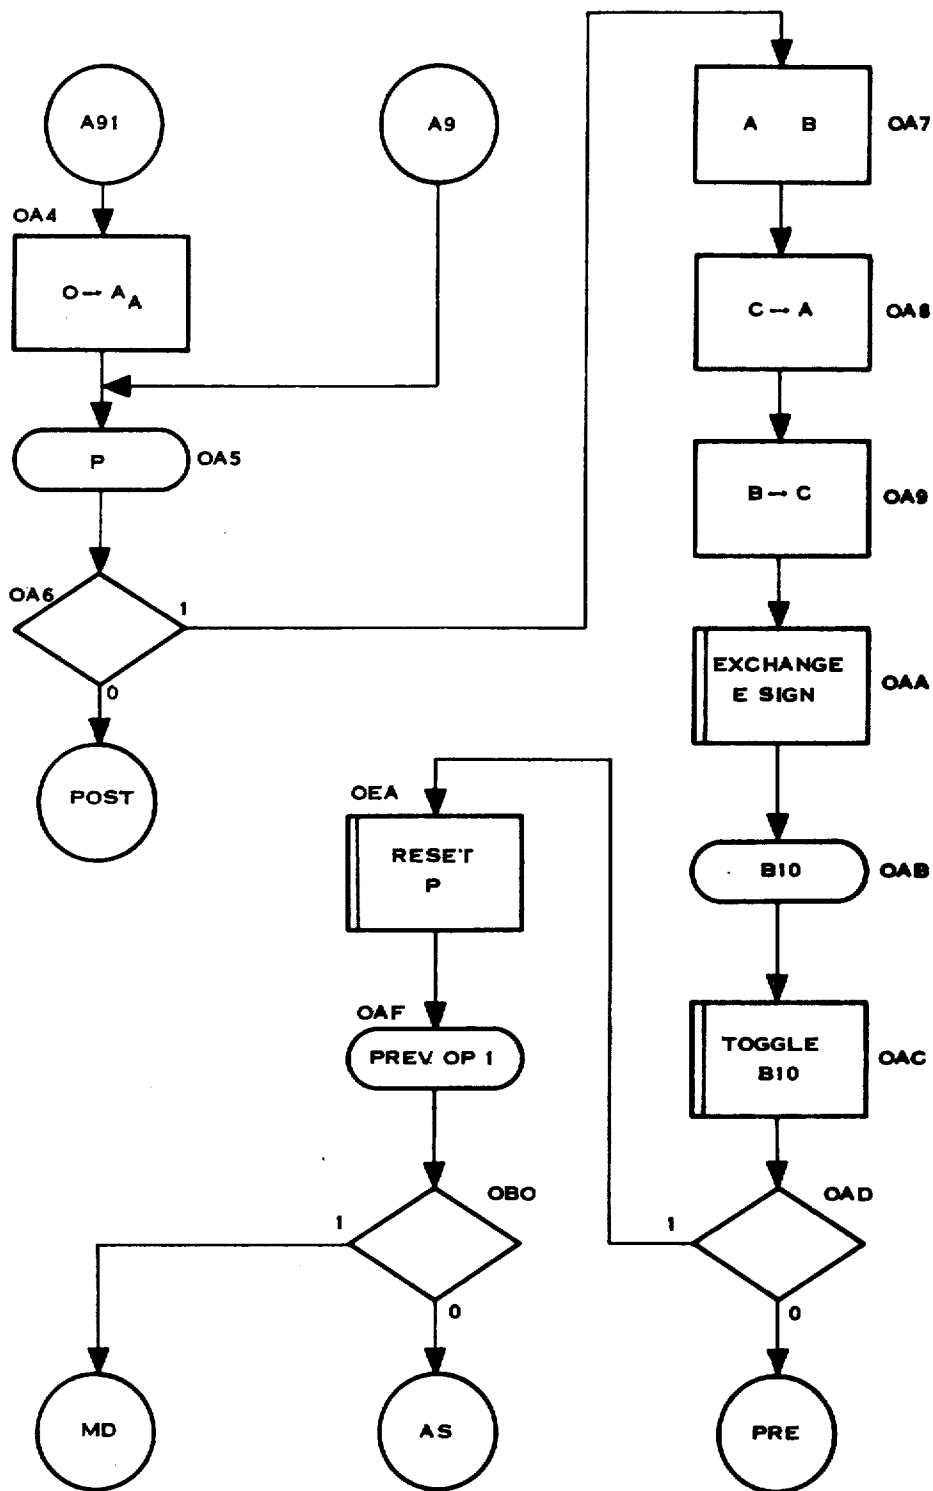 A91
A9
A B
OA7
OA4
O→ A_A
C→ A
OA8
P
OA5
B→ C
OA9
OA6
1
0
EXCHANGE
E SIGN
OAA
POST
OEA
RESET
P
B10
OAB
OAF
PREV. OP 1
TOGGLE
B10
OAC
OBO
1
0
OAD
1
0
MD
AS
PRE